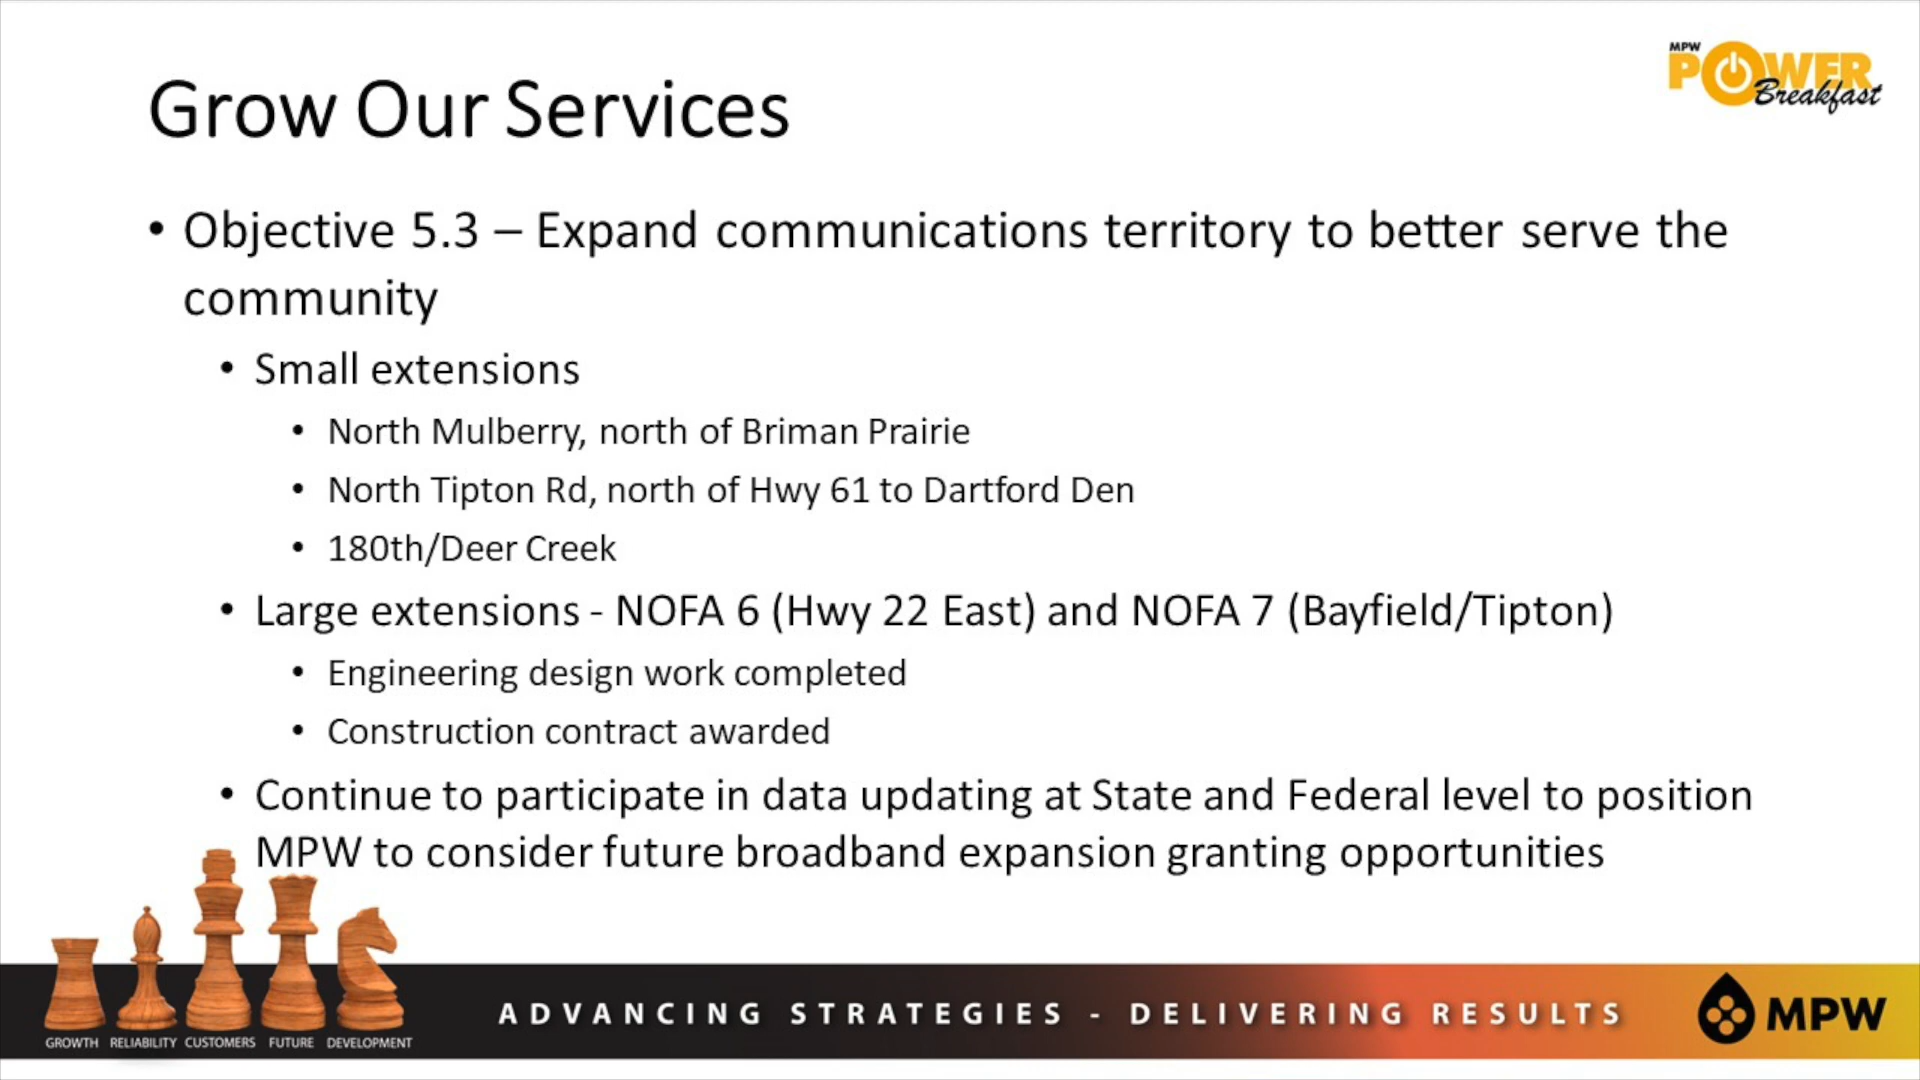 MPW
POWER
Breakfast
Grow Our Services
• Objective 5.3 – Expand communications territory to better serve the
community
• Small extensions
• North Mulberry, north of Briman Prairie
• North Tipton Rd, north of Hwy 61 to Dartford Den
• 180th/Deer Creek
• Large extensions - NOFA 6 (Hwy 22 East) and NOFA 7 (Bayfield/Tipton)
• Engineering design work completed
• Construction contract awarded
• Continue to participate in data updating at State and Federal level to position
MPW to consider future broadband expansion granting opportunities
ADVANCING STRATEGIES - DELIVERING RESULTS
MPW
GROWTH RELIABILITY CUSTOMERS FUTURE DEVELOPMENT